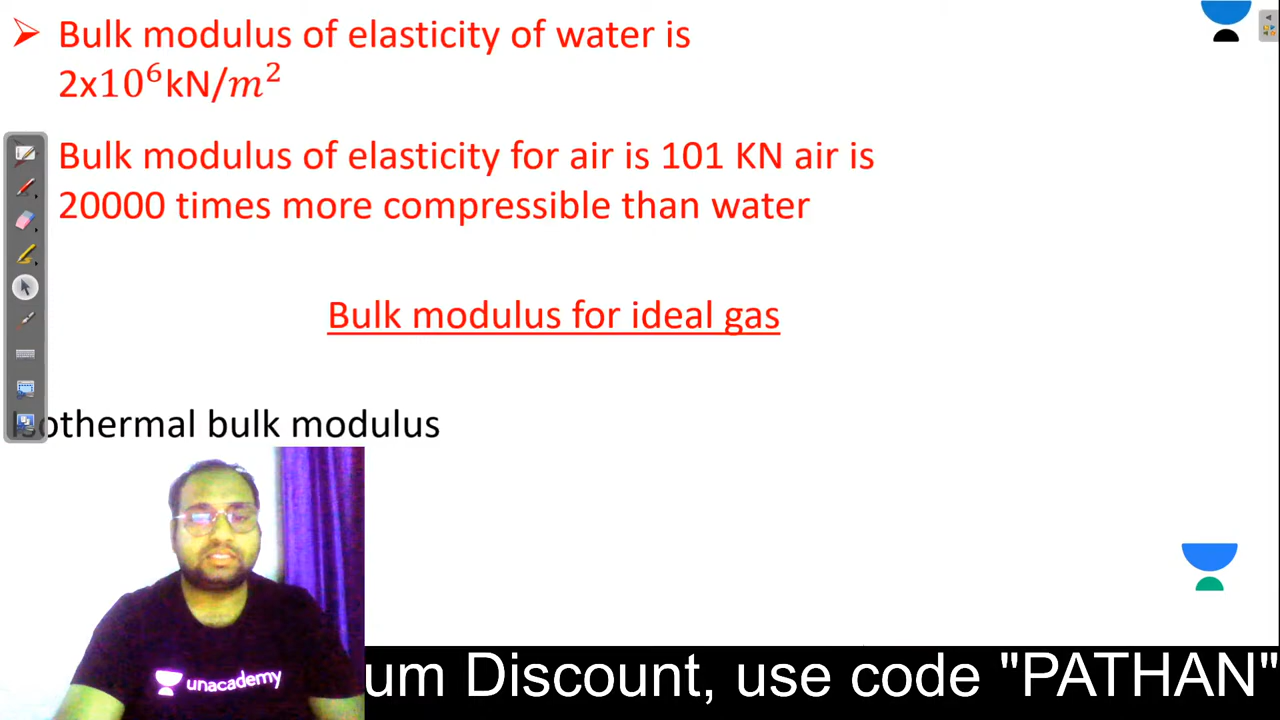 Bulk modulus of elasticity of water is
2x10⁶kN/m²
Bulk modulus of elasticity for air is 101 KN air is
20000 times more compressible than water
Bulk modulus for ideal gas
Isothermal bulk modulus
unacademy
um Discount, use code "PATHAN"